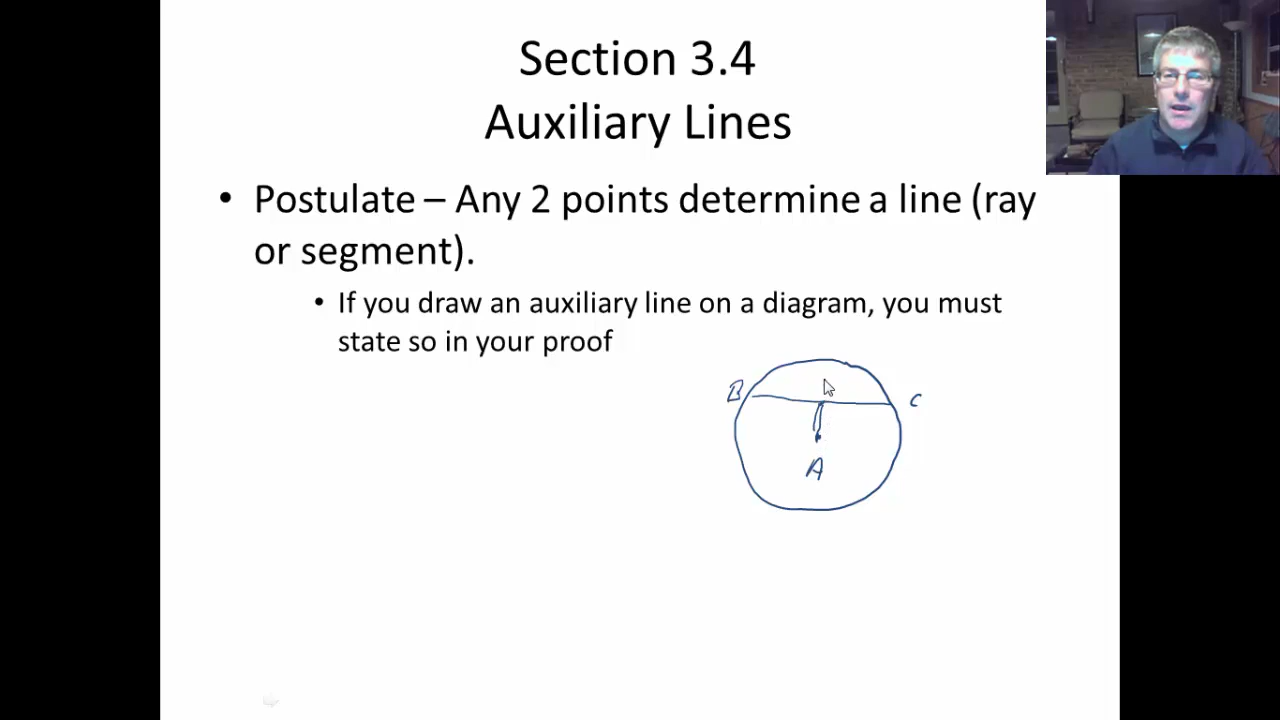 Section 3.4
Auxiliary Lines
• Postulate – Any 2 points determine a line (ray
or segment).
• If you draw an auxiliary line on a diagram, you must
state so in your proof
B
C
A